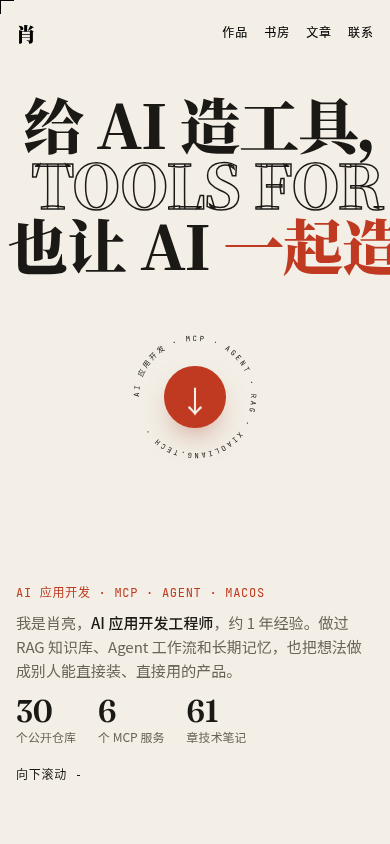 肖
作品 书房 文章 联系
给 AI 造工具,
TOOLS FOR
也让 AI 一起造
AI 应用开发 · MCP · AGENT · RAG · XIAOLIANG.TECH ·
↓
AI 应用开发 · MCP · AGENT · MACOS
我是肖亮，AI 应用开发工程师，约 1 年经验。做过
RAG 知识库、Agent 工作流和长期记忆，也把想法做
成别人能直接装、直接用的产品。
30 6 61
个公开仓库 个 MCP 服务 章技术笔记
向下滚动 -